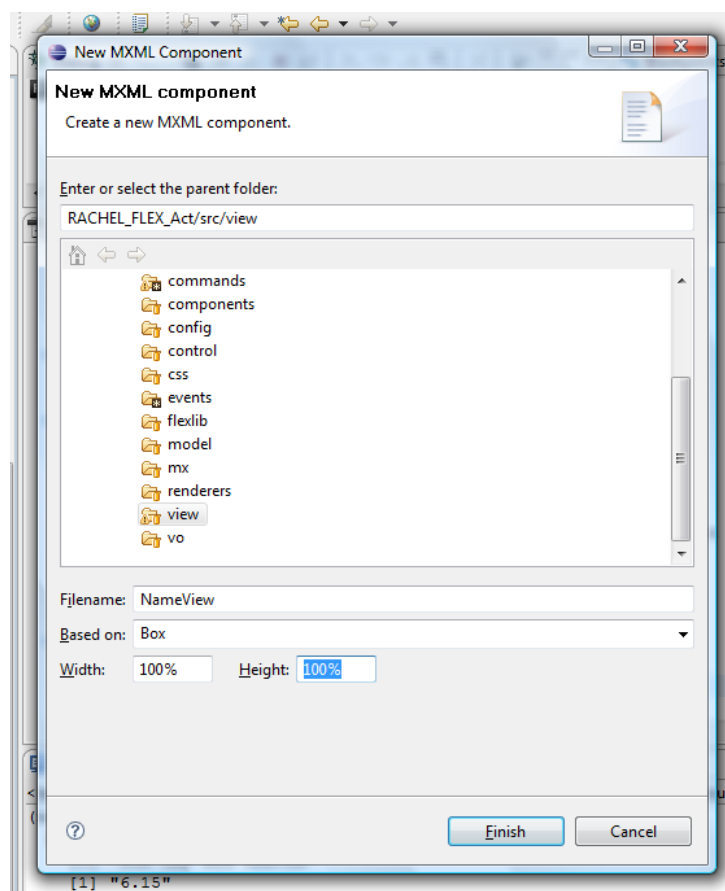 New MXML Component
New MXML component
Create a new MXML component.
Enter or select the parent folder:
RACHEL_FLEX_Act/src/view
commands
components
config
control
css
events
flexlib
model
mx
renderers
view
vo
Filename: NameView
Based on: Box
Width: 100% Height: 100%
Finish Cancel
[1] "6.15"